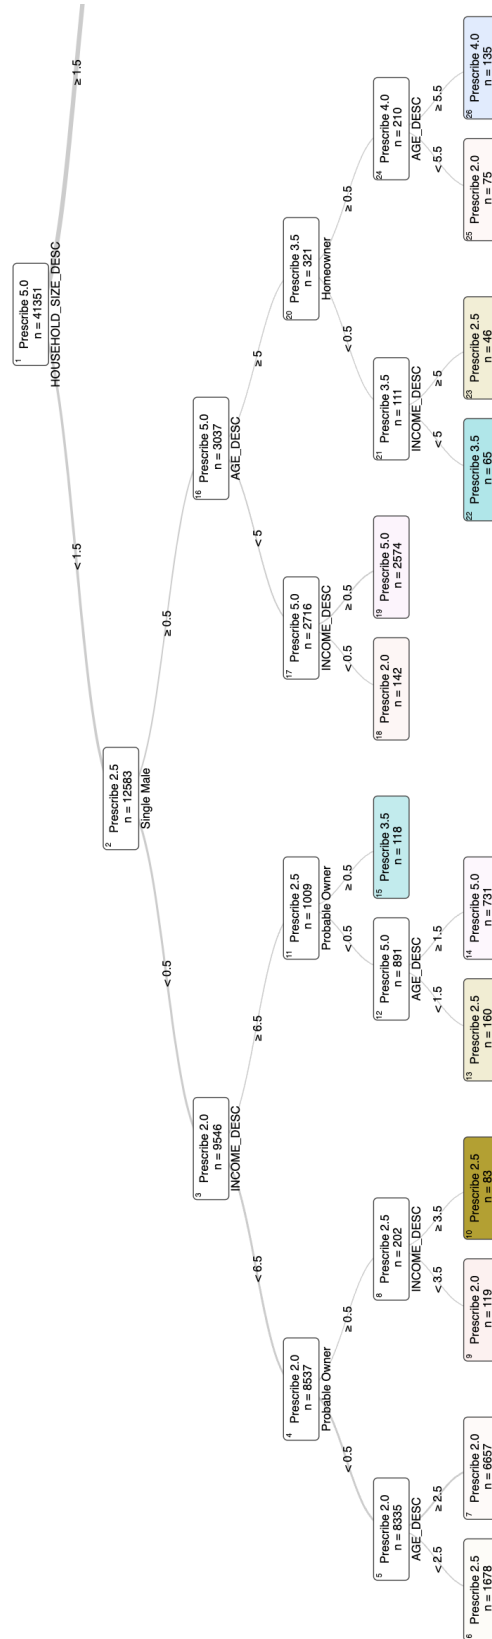 1
Prescribe 5.0
n = 41351
HOUSEHOLD_SIZE_DESC
< 1.5
≥ 1.5
2
Prescribe 2.5
n = 12583
Single Male
< 0.5
≥ 0.5
3
Prescribe 2.0
n = 9546
INCOME_DESC
< 6.5
≥ 6.5
16
Prescribe 5.0
n = 3037
AGE_DESC
< 5
≥ 5
4
Prescribe 2.0
n = 8537
Probable Owner
< 0.5
≥ 0.5
11
Prescribe 2.5
n = 1009
Probable Owner
< 0.5
≥ 0.5
17
Prescribe 5.0
n = 2716
INCOME_DESC
< 0.5
≥ 0.5
20
Prescribe 3.5
n = 321
Homeowner
< 0.5
≥ 0.5
5
Prescribe 2.0
n = 8335
AGE_DESC
< 2.5
≥ 2.5
8
Prescribe 2.5
n = 202
INCOME_DESC
< 3.5
≥ 3.5
12
Prescribe 5.0
n = 891
AGE_DESC
< 1.5
≥ 1.5
15
Prescribe 3.5
n = 118
18
Prescribe 2.0
n = 142
19
Prescribe 5.0
n = 2574
21
Prescribe 3.5
n = 111
INCOME_DESC
< 5
≥ 5
24
Prescribe 4.0
n = 210
AGE_DESC
< 5.5
≥ 5.5
6
Prescribe 2.5
n = 1678
7
Prescribe 2.0
n = 6657
9
Prescribe 2.0
n = 119
10
Prescribe 2.5
n = 83
13
Prescribe 2.5
n = 160
14
Prescribe 5.0
n = 731
22
Prescribe 3.5
n = 65
23
Prescribe 2.5
n = 46
25
Prescribe 2.0
n = 75
26
Prescribe 4.0
n = 135